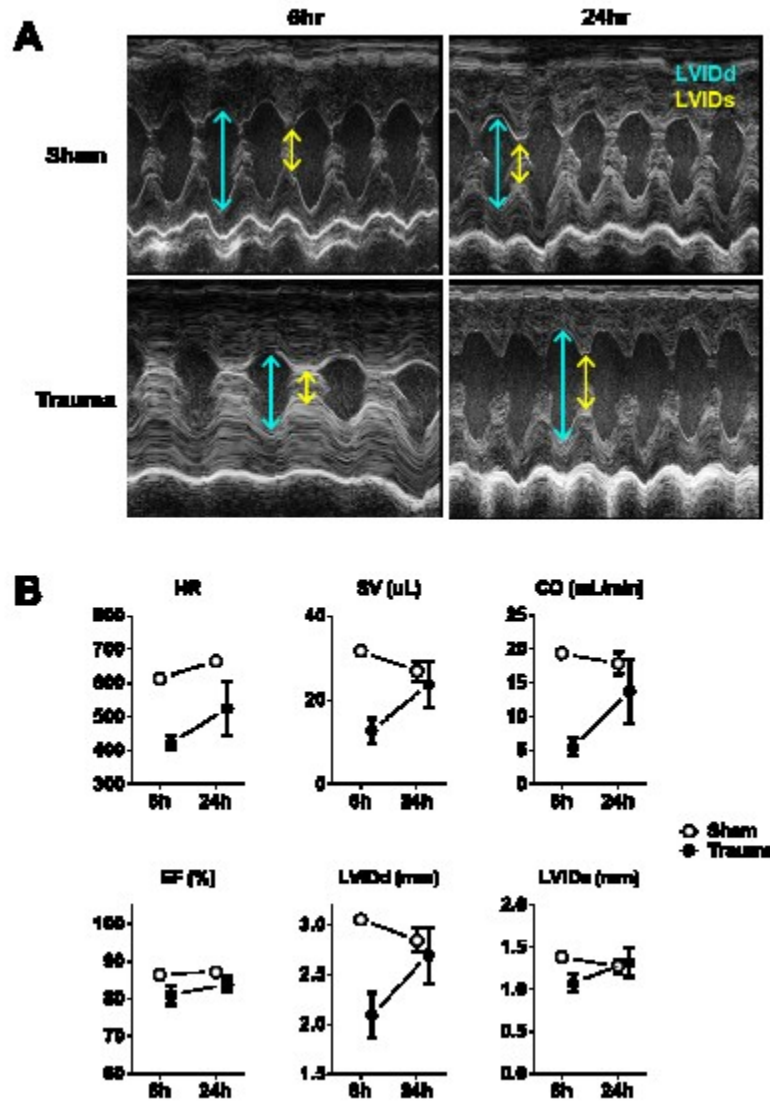 A
6hr 24hr
LVIDd
LVIDs
Sham
Trauma
B
HR SV (uL) CO (mL/min)
800
700
600
500
400
300
40
20
0
25
20
15
10
5
0
6h 24h 6h 24h 6h 24h
Sham
Trauma
EF (%) LVIDd (mm) LVIDs (mm)
100
90
80
70
60
3.0
2.5
2.0
1.5
2.0
1.5
1.0
0.5
0.0
6h 24h 6h 24h 6h 24h